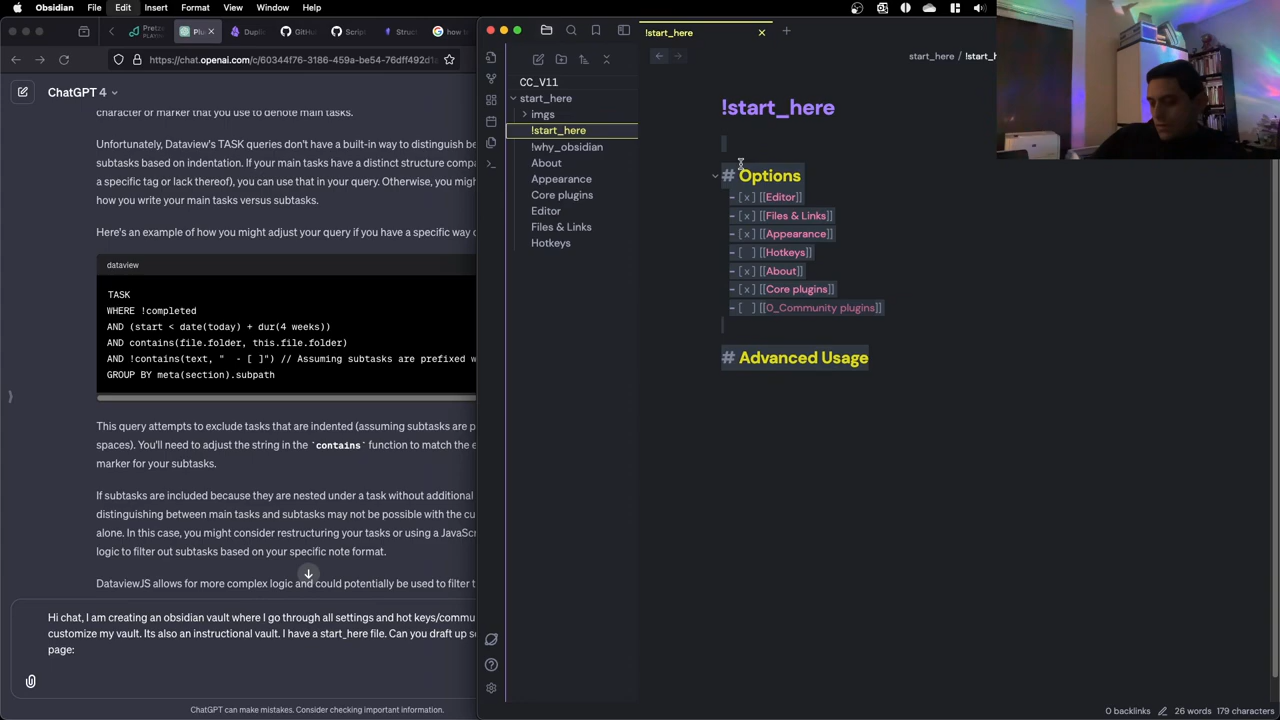 Obsidian File Edit Insert Format View Window Help
Pretzel
PLAYING
Plu
Duplic
GitHu
Scrip
Struct
how to
https://chat.openai.com/c/60344f76-3186-459a-be54-76dff492d1
ChatGPT 4
character or marker that you use to denote main tasks.
Unfortunately, Dataview's TASK queries don't have a built-in way to distinguish be
subtasks based on indentation. If your main tasks have a distinct structure compa
a specific tag or lack thereof), you can use that in your query. Otherwise, you migh
how you write your main tasks versus subtasks.
Here's an example of how you might adjust your query if you have a specific way o
dataview
TASK
WHERE !completed
AND (start < date(today) + dur(4 weeks))
AND contains(file.folder, this.file.folder)
AND !contains(text, "  - [ ]") // Assuming subtasks are prefixed w
GROUP BY meta(section).subpath
This query attempts to exclude tasks that are indented (assuming subtasks are p
spaces). You'll need to adjust the string in the `contains` function to match the e
marker for your subtasks.
If subtasks are included because they are nested under a task without additional
distinguishing between main tasks and subtasks may not be possible with the cu
alone. In this case, you might consider restructuring your tasks or using a JavaSc
logic to filter out subtasks based on your specific note format.
DataviewJS allows for more complex logic and could potentially be used to filter t
Hi chat, I am creating an obsidian vault where I go through all settings and hot keys/commu
customize my vault. Its also an instructional vault. I have a start_here file. Can you draft up so
page:
ChatGPT can make mistakes. Consider checking important information.
CC_V11
start_here
imgs
!start_here
!why_obsidian
About
Appearance
Core plugins
Editor
Files & Links
Hotkeys
!start_here
start_here / !start_h
!start_here
# Options
- [x] [[Editor]]
- [x] [[Files & Links]]
- [x] [[Appearance]]
- [ ] [[Hotkeys]]
- [x] [[About]]
- [x] [[Core plugins]]
- [ ] [[0_Community plugins]]
# Advanced Usage
0 backlinks 26 words 179 characters